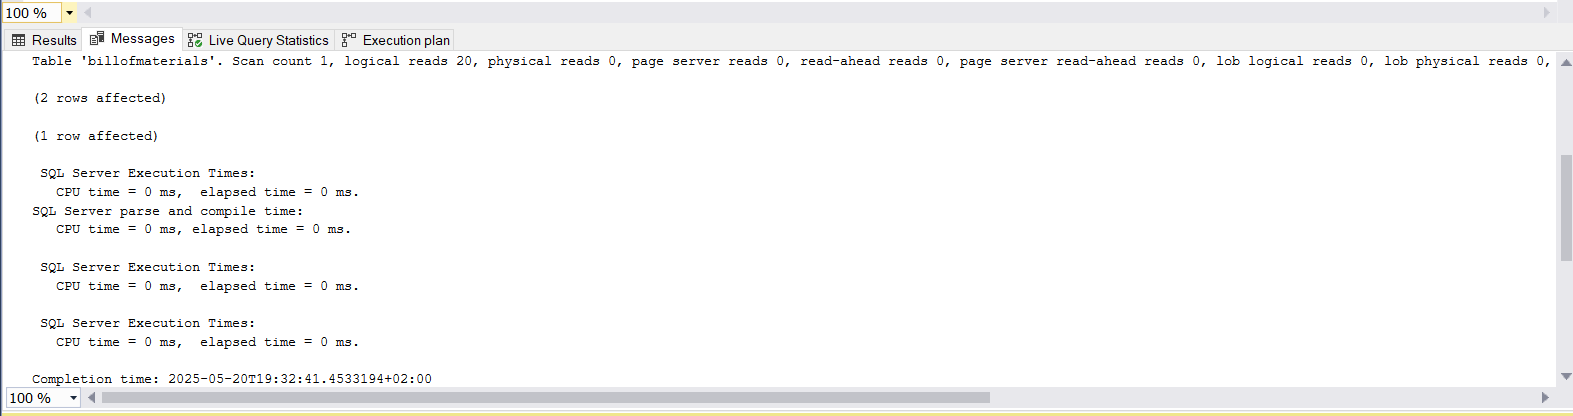 100 %
Results Messages Live Query Statistics Execution plan
Table 'billofmaterials'. Scan count 1, logical reads 20, physical reads 0, page server reads 0, read-ahead reads 0, page server read-ahead reads 0, lob logical reads 0, lob physical reads 0,
(2 rows affected)
(1 row affected)
SQL Server Execution Times:
CPU time = 0 ms,  elapsed time = 0 ms.
SQL Server parse and compile time:
CPU time = 0 ms, elapsed time = 0 ms.
SQL Server Execution Times:
CPU time = 0 ms,  elapsed time = 0 ms.
SQL Server Execution Times:
CPU time = 0 ms,  elapsed time = 0 ms.
Completion time: 2025-05-20T19:32:41.4533194+02:00
100 %